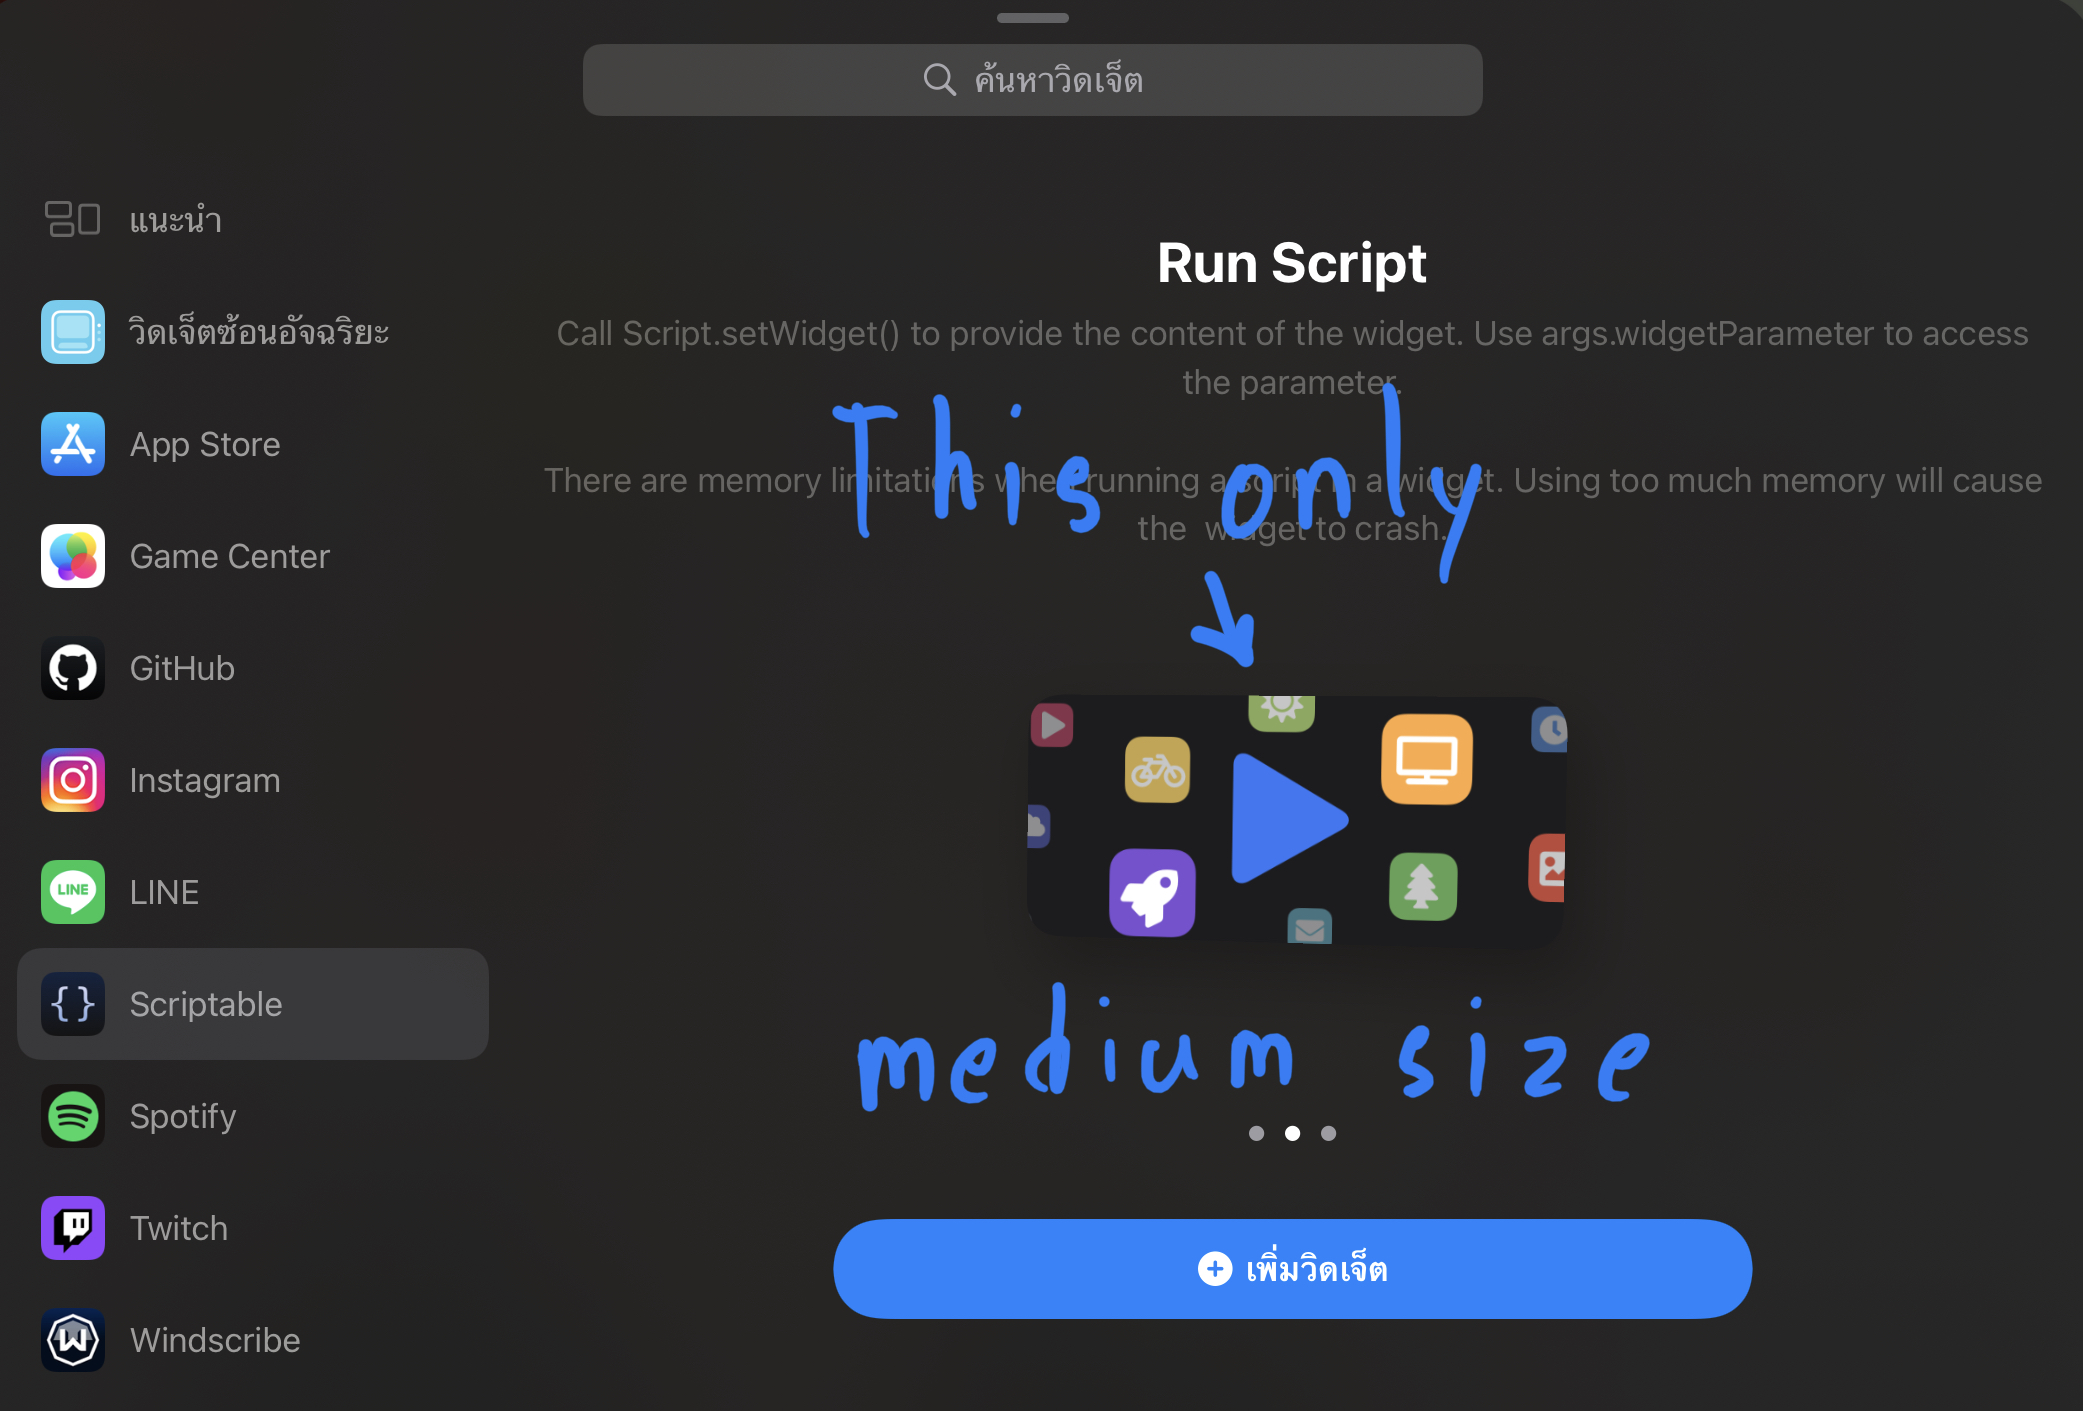 ค้นหาวิดเจ็ต
แนะนำ
วิดเจ็ตซ้อนอัจฉริยะ
App Store
Game Center
GitHub
Instagram
LINE
LINE
Scriptable
Spotify
Twitch
Windscribe
Run Script
Call Script.setWidget() to provide the content of the widget. Use args.widgetParameter to access
the parameter.
There are memory limitations when running a script in a widget. Using too much memory will cause
the widget to crash.
This only
medium size
เพิ่มวิดเจ็ต